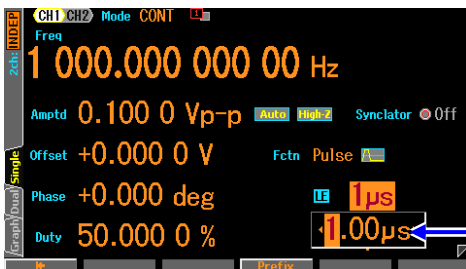 CH1 CH2 Mode CONT 1
2ch: INDEP
Freq
1 000.000 000 00 Hz
Amptd 0.100 0 Vp-p Auto High-Z Synclator Off
Offset +0.000 0 V Fctn Pulse
Phase +0.000 deg LE 1µs
Duty 50.000 0 % 1.00µs
Graph Dual Single
Prefix